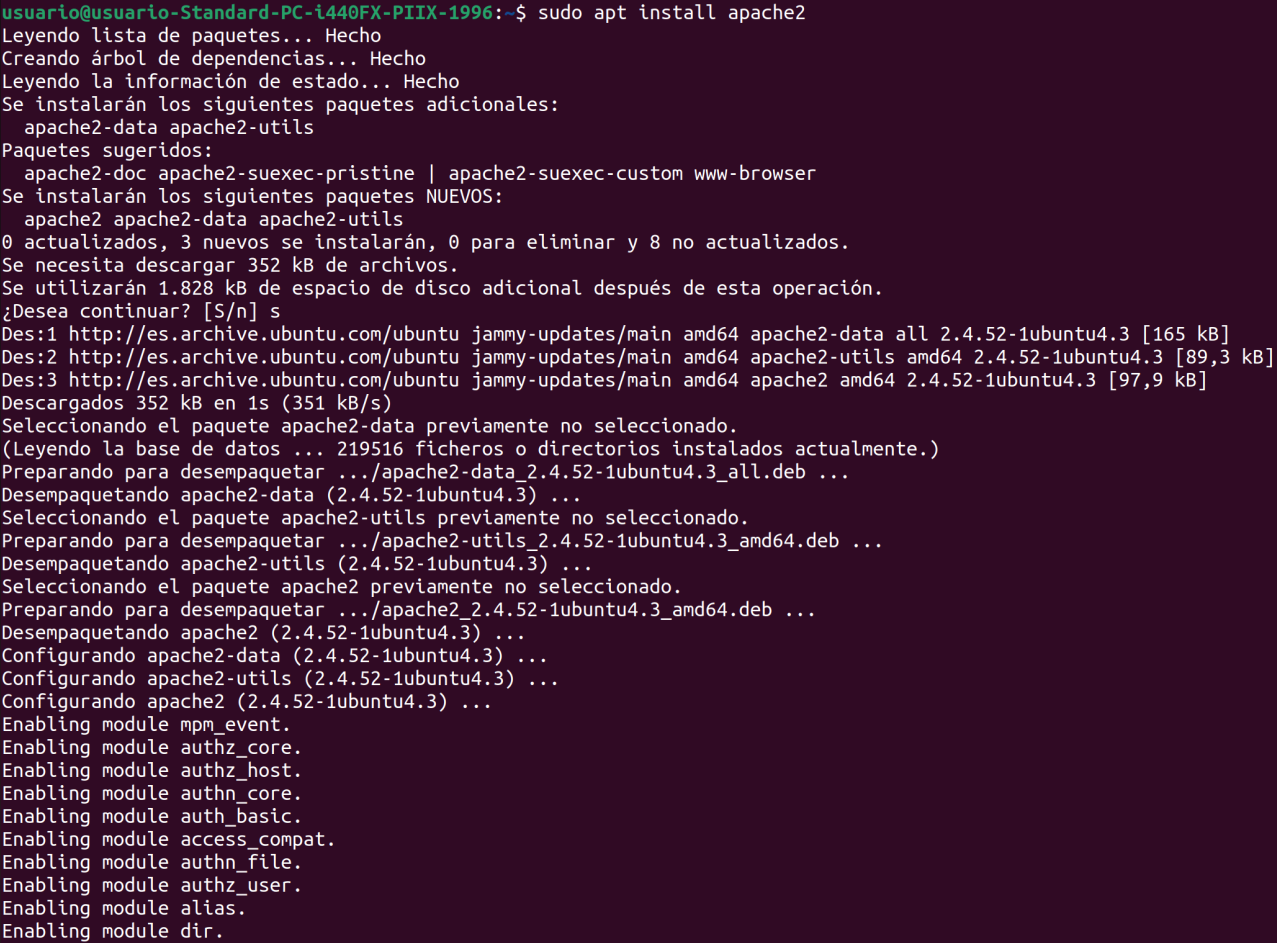 usuario@usuario-Standard-PC-i440FX-PIIX-1996:~$ sudo apt install apache2
Leyendo lista de paquetes... Hecho
Creando árbol de dependencias... Hecho
Leyendo la información de estado... Hecho
Se instalarán los siguientes paquetes adicionales:
  apache2-data apache2-utils
Paquetes sugeridos:
  apache2-doc apache2-suexec-pristine | apache2-suexec-custom www-browser
Se instalarán los siguientes paquetes NUEVOS:
  apache2 apache2-data apache2-utils
0 actualizados, 3 nuevos se instalarán, 0 para eliminar y 8 no actualizados.
Se necesita descargar 352 kB de archivos.
Se utilizarán 1.828 kB de espacio de disco adicional después de esta operación.
¿Desea continuar? [S/n] s
Des:1 http://es.archive.ubuntu.com/ubuntu jammy-updates/main amd64 apache2-data all 2.4.52-1ubuntu4.3 [165 kB]
Des:2 http://es.archive.ubuntu.com/ubuntu jammy-updates/main amd64 apache2-utils amd64 2.4.52-1ubuntu4.3 [89,3 kB]
Des:3 http://es.archive.ubuntu.com/ubuntu jammy-updates/main amd64 apache2 amd64 2.4.52-1ubuntu4.3 [97,9 kB]
Descargados 352 kB en 1s (351 kB/s)
Seleccionando el paquete apache2-data previamente no seleccionado.
(Leyendo la base de datos ... 219516 ficheros o directorios instalados actualmente.)
Preparando para desempaquetar .../apache2-data_2.4.52-1ubuntu4.3_all.deb ...
Desempaquetando apache2-data (2.4.52-1ubuntu4.3) ...
Seleccionando el paquete apache2-utils previamente no seleccionado.
Preparando para desempaquetar .../apache2-utils_2.4.52-1ubuntu4.3_amd64.deb ...
Desempaquetando apache2-utils (2.4.52-1ubuntu4.3) ...
Seleccionando el paquete apache2 previamente no seleccionado.
Preparando para desempaquetar .../apache2_2.4.52-1ubuntu4.3_amd64.deb ...
Desempaquetando apache2 (2.4.52-1ubuntu4.3) ...
Configurando apache2-data (2.4.52-1ubuntu4.3) ...
Configurando apache2-utils (2.4.52-1ubuntu4.3) ...
Configurando apache2 (2.4.52-1ubuntu4.3) ...
Enabling module mpm_event.
Enabling module authz_core.
Enabling module authz_host.
Enabling module authn_core.
Enabling module auth_basic.
Enabling module access_compat.
Enabling module authn_file.
Enabling module authz_user.
Enabling module alias.
Enabling module dir.